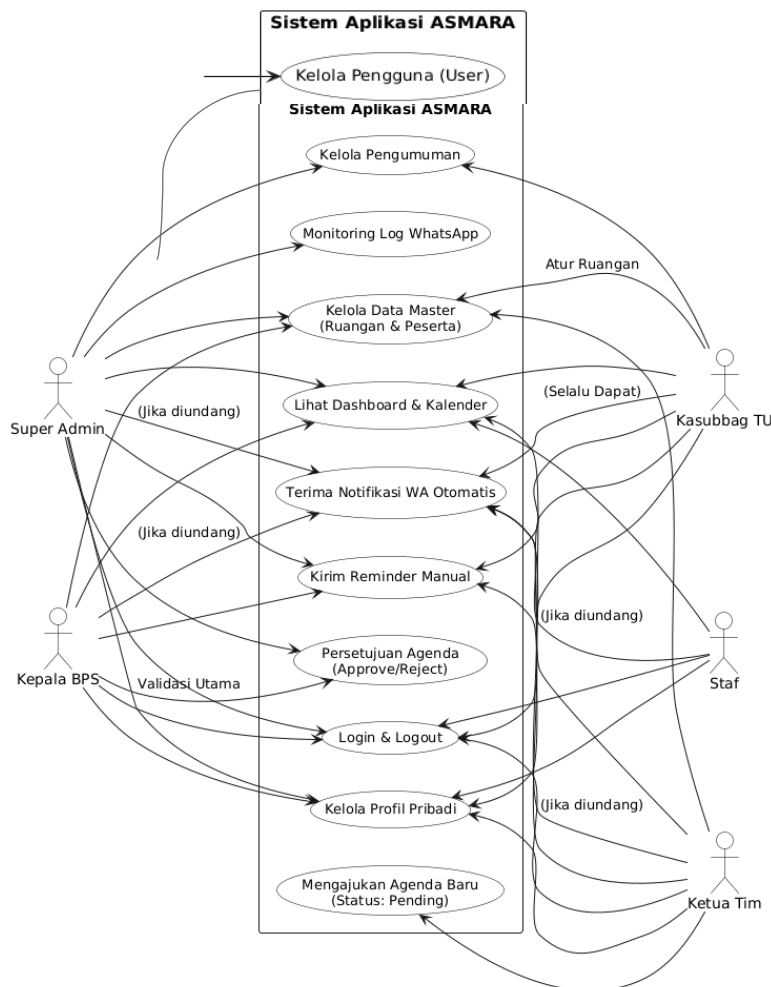 Sistem Aplikasi ASMARA
Kelola Pengguna (User)
Sistem Aplikasi ASMARA
Kelola Pengumuman
Monitoring Log WhatsApp
Atur Ruangan
Kelola Data Master
(Ruangan & Peserta)
(Selalu Dapat)
Lihat Dashboard & Kalender
(Jika diundang)
Super Admin
Kasubbag TU
Terima Notifikasi WA Otomatis
(Jika diundang)
Kirim Reminder Manual
(Jika diundang)
Persetujuan Agenda
(Approve/Reject)
Kepala BPS
Validasi Utama
Staf
Login & Logout
Kelola Profil Pribadi
(Jika diundang)
Mengajukan Agenda Baru
(Status: Pending)
Ketua Tim